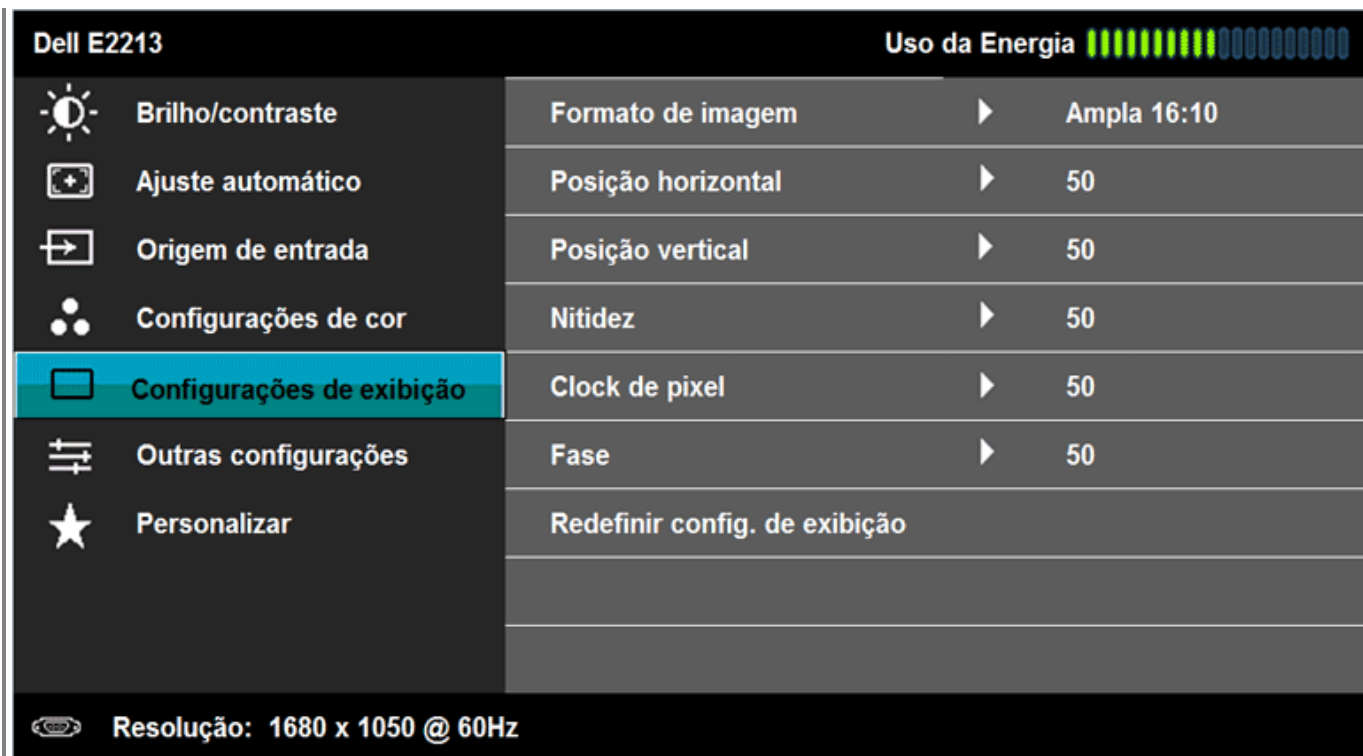 Dell E2213 Uso da Energia
Brilho/contraste Formato de imagem Ampla 16:10
Ajuste automático Posição horizontal 50
Origem de entrada Posição vertical 50
Configurações de cor Nitidez 50
Configurações de exibição Clock de pixel 50
Outras configurações Fase 50
Personalizar Redefinir config. de exibição
Resolução: 1680 x 1050 @ 60Hz